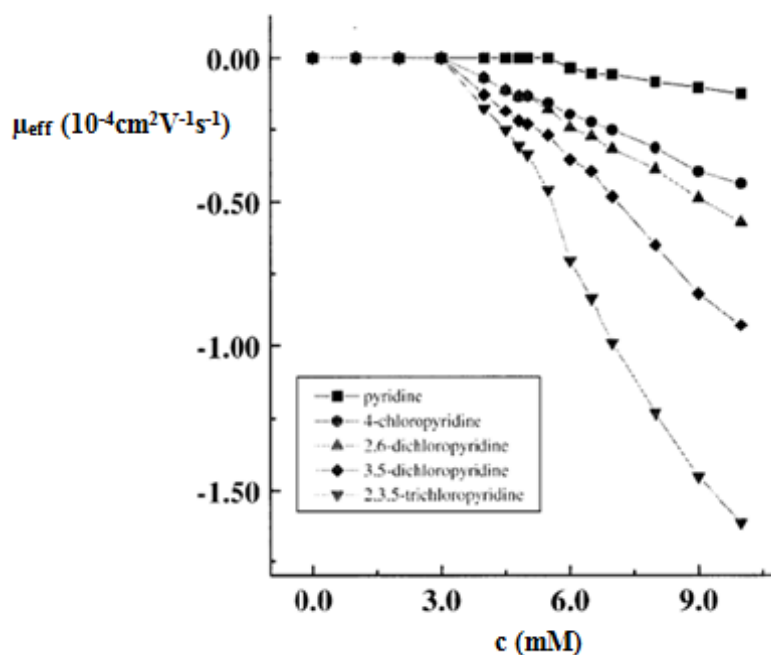 0.00
μeff (10-4cm2V-1s-1)
-0.50
-1.00
-1.50
pyridine
4-chloropyridine
2.6-dichloropyridine
3.5-dichloropyridine
2.3.5-trichloropyridine
0.0 3.0 6.0 9.0
c (mM)